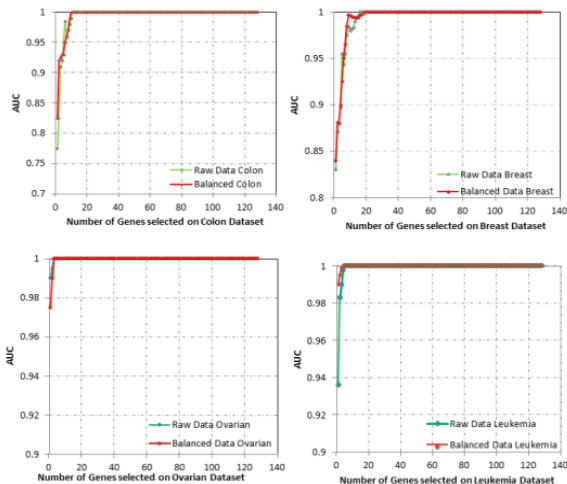 1
0.95
0.9
0.85
0.8
0.75
0.7
AUC
Raw Data Colon
Balanced Colon
0 20 40 60 80 100 120 140
Number of Genes selected on Colon Dataset
1
0.95
0.9
0.85
0.8
AUC
Raw Data Breast
Balanced Data Breast
0 20 40 60 80 100 120 140
Number of Genes selected on Breast Dataset
1
0.98
0.96
0.94
0.92
0.9
AUC
Raw Data Ovarian
Balanced Data Ovarian
0 20 40 60 80 100 120 140
Number of Genes selected on Ovarian Dataset
1
0.98
0.96
0.94
0.92
0.9
AUC
Raw Data Leukemia
Balanced Data Leukemia
0 20 40 60 80 100 120 140
Number of Genes selected on Leukemia Dataset